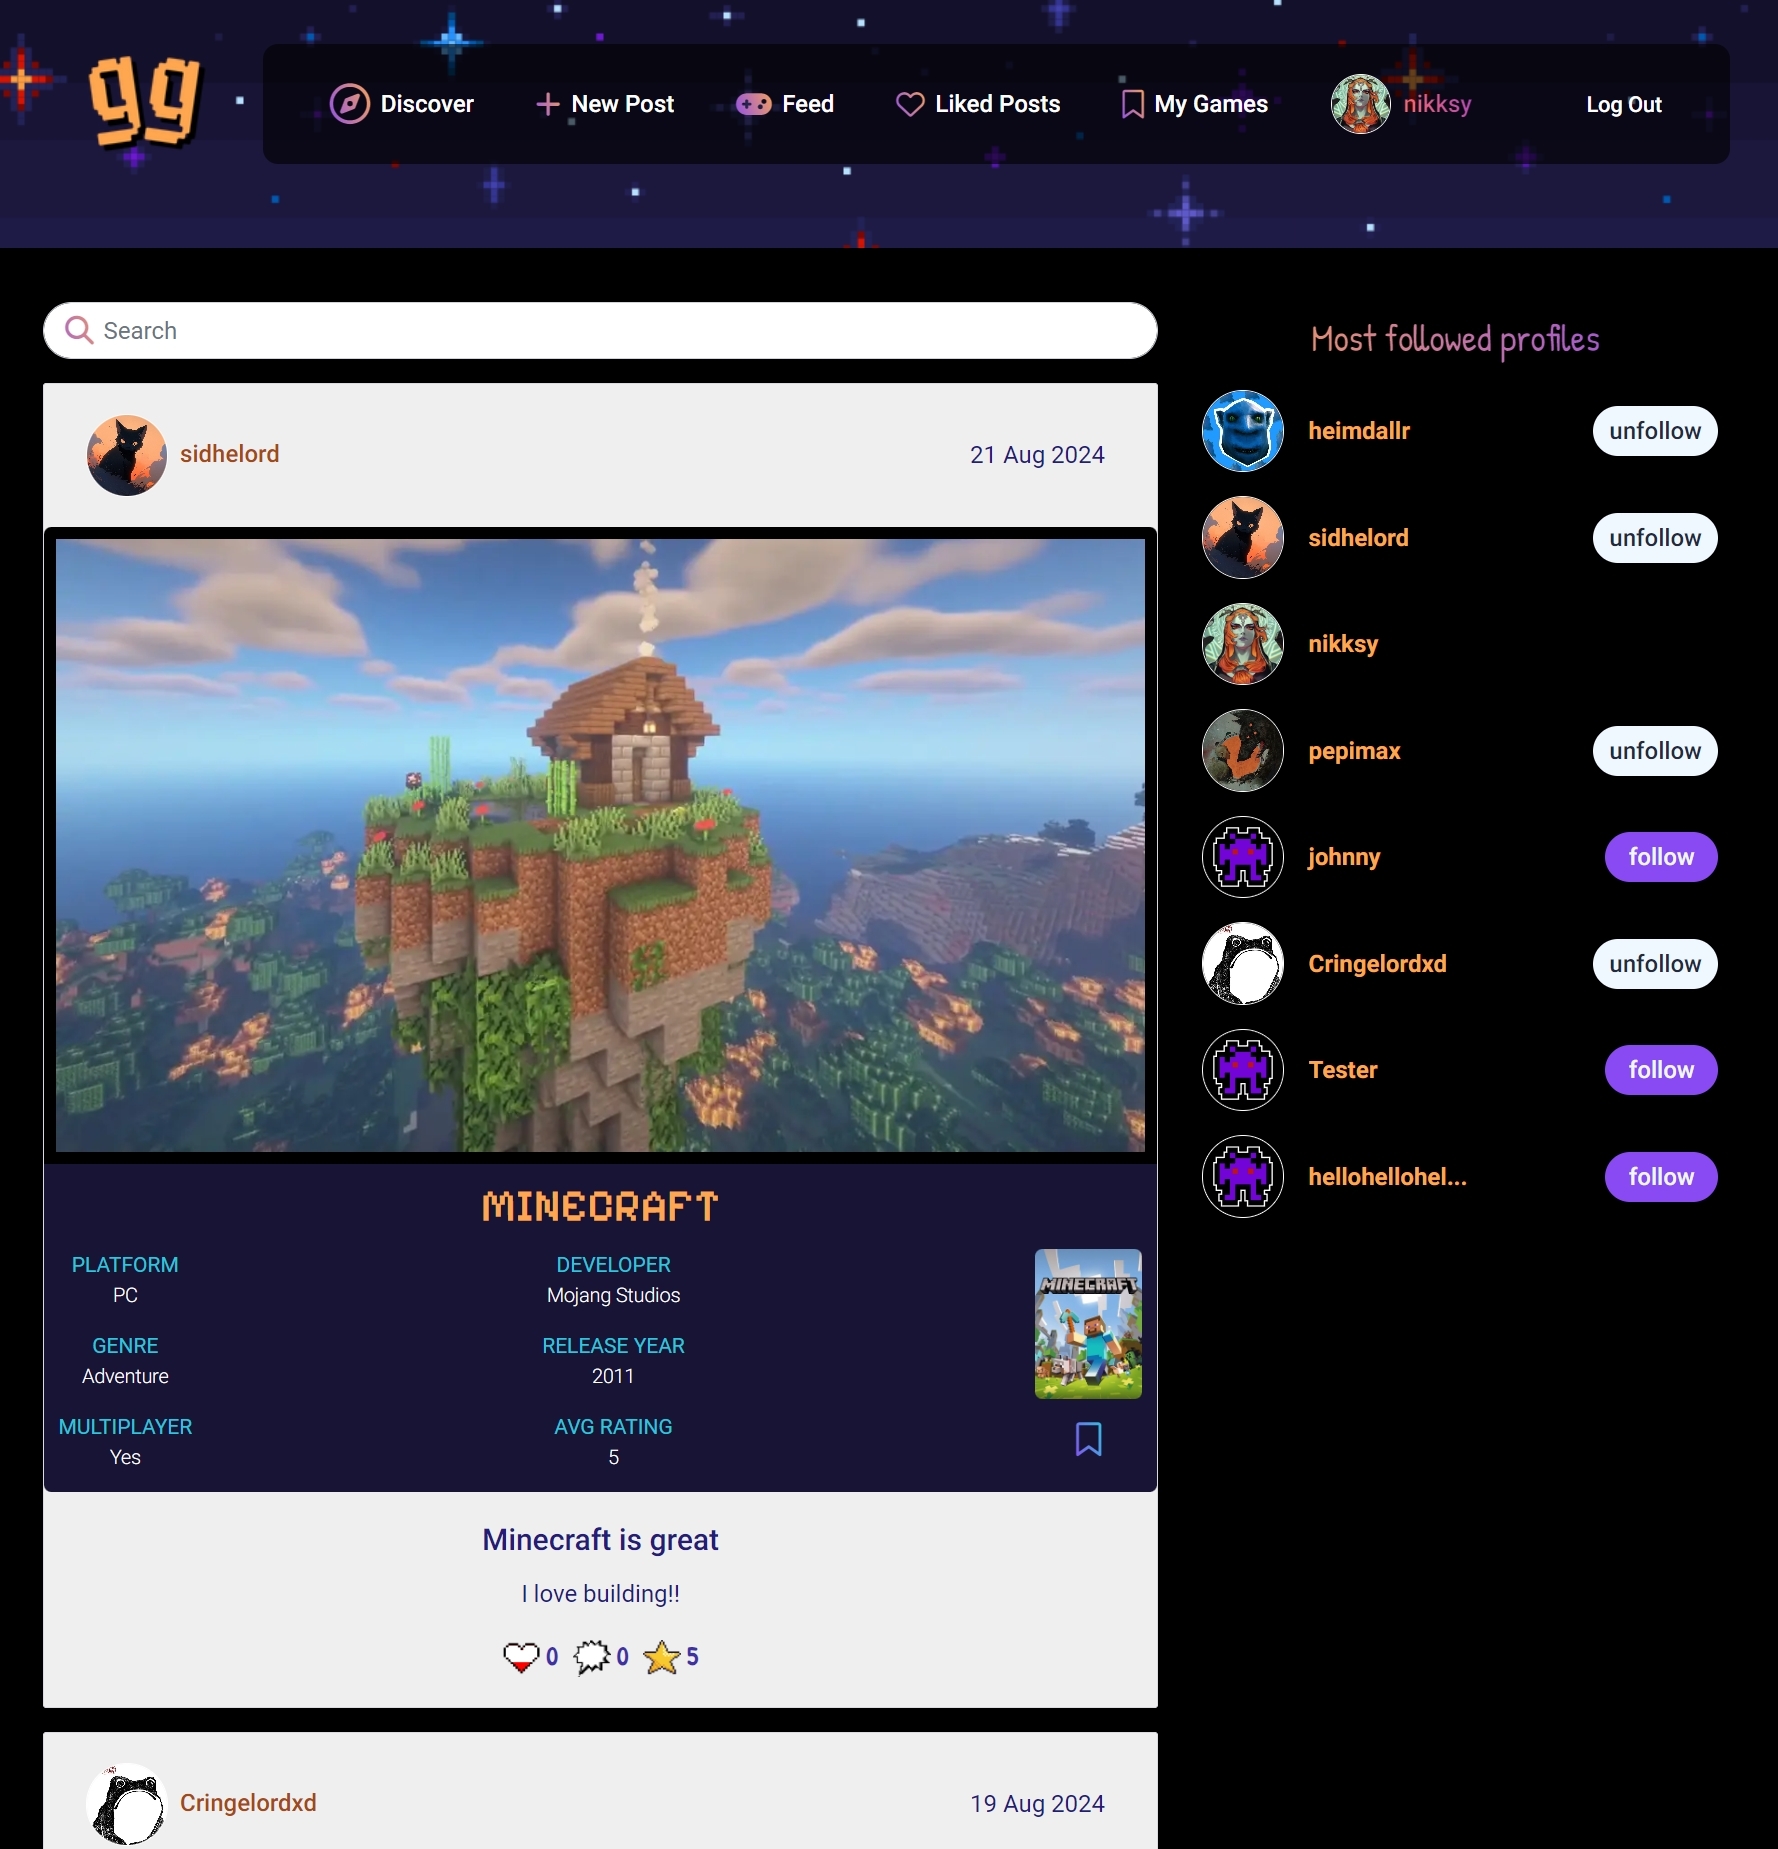 gg
Discover
New Post
Feed
Liked Posts
My Games
nikksy
Log Out
Search
sidhelord
21 Aug 2024
MINECRAFT
PLATFORM
PC
GENRE
Adventure
MULTIPLAYER
Yes
DEVELOPER
Mojang Studios
RELEASE YEAR
2011
AVG RATING
5
MINECRAFT
Minecraft is great
I love building!!
0 0 5
Cringelordxd
19 Aug 2024
Most followed profiles
heimdallr unfollow
sidhelord unfollow
nikksy
pepimax unfollow
johnny follow
Cringelordxd unfollow
Tester follow
hellohellohel... follow